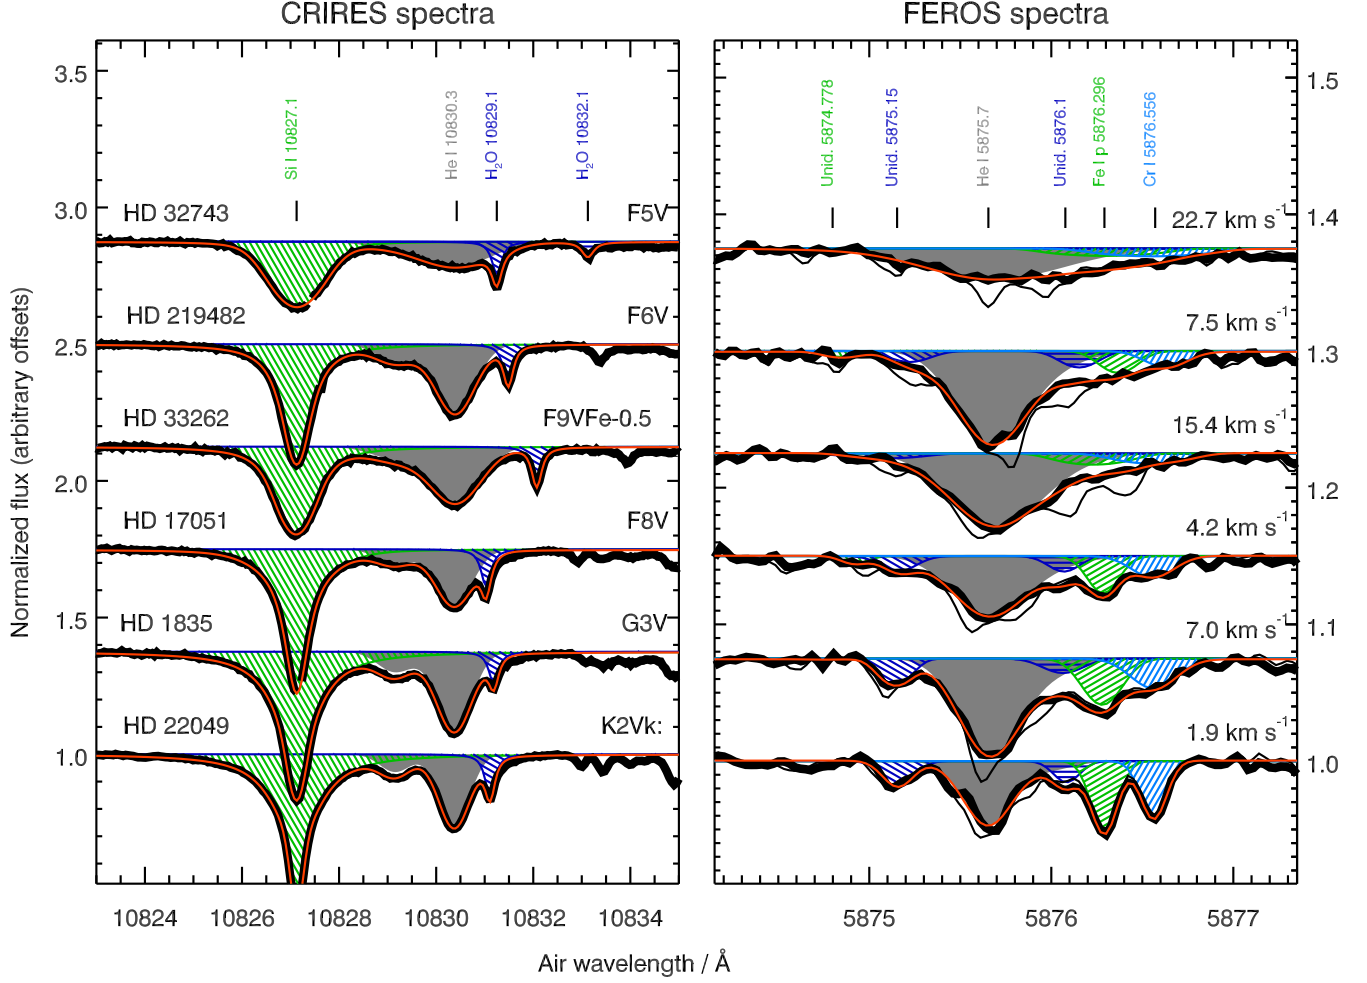 CRIRES spectra
FEROS spectra
Normalized flux (arbitrary offsets)
3.5
3.0
2.5
2.0
1.5
1.0
Si I 10827.1
He I 10830.3
H2O 10829.1
H2O 10832.1
HD 32743
F5V
HD 219482
F6V
HD 33262
F9VFe-0.5
HD 17051
F8V
HD 1835
G3V
HD 22049
K2Vk:
10824
10826
10828
10830
10832
10834
Unid. 5874.778
Unid. 5875.15
He I 5875.7
Unid. 5876.1
Fe I p 5876.296
Cr I 5876.556
22.7 km s-1
7.5 km s-1
15.4 km s-1
4.2 km s-1
7.0 km s-1
1.9 km s-1
1.5
1.4
1.3
1.2
1.1
1.0
5875
5876
5877
Air wavelength / Å